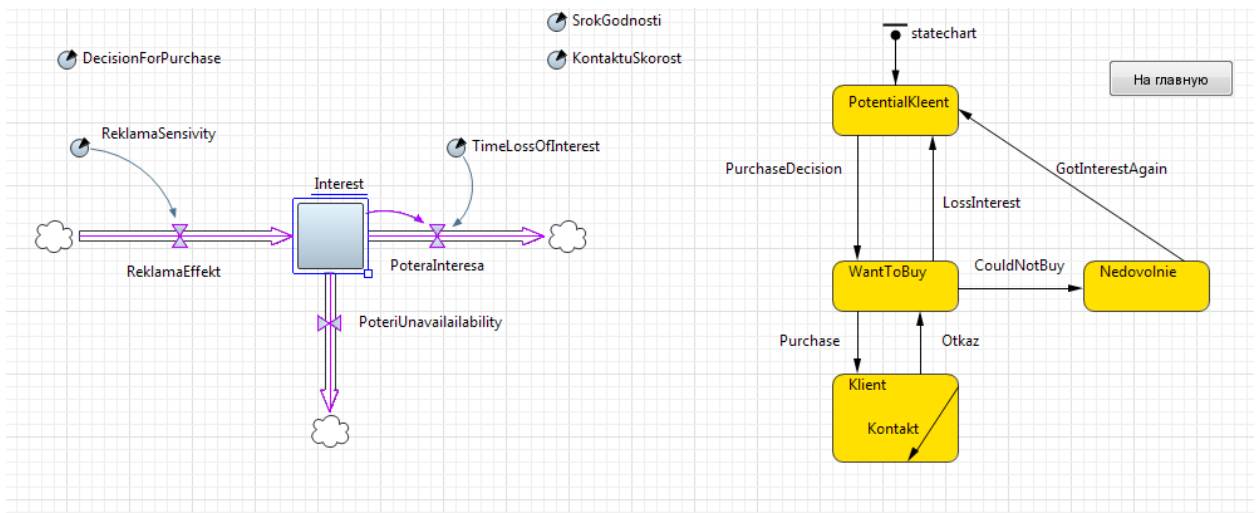 SrokGodnosti
DecisionForPurchase
KontaktuSkorost
ReklamaSensivity
TimeLossOfInterest
Interest
ReklamaEffekt
PoteraInteresa
PoteriUnavailailability
statechart
На главную
PotentialKleent
PurchaseDecision
GotInterestAgain
LossInterest
WantToBuy
CouldNotBuy
Nedovolnie
Purchase
Otkaz
Klient
Kontakt